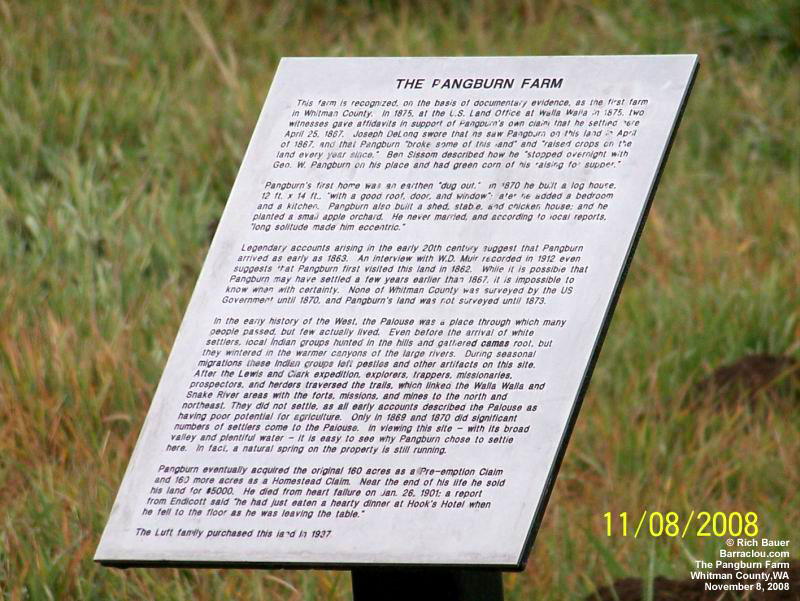 THE PANGBURN FARM
This farm is recognized, on the basis of documentary evidence, as the first farm
in Whitman County. In 1875, at the U.S. Land Office at Walla Walla in 1875, two
witnesses gave affidavits in support of Pangburn's own claim that he settled here
April 25, 1867. Joseph DeLong swore that he saw Pangburn on this land in April
of 1867, and that Pangburn "broke some of this land" and "raised crops on the
land every year since." Ben Sissom described how he "stopped overnight with
Geo. W. Pangburn on his place and had green corn of his raising for supper."
Pangburn's first home was an earthen "dug out." In 1870 he built a log house,
12 ft. x 14 ft., "with a good roof, door, and window"; later he added a bedroom
and a kitchen. Pangburn also built a shed, stable, and chicken house; and he
planted a small apple orchard. He never married, and according to local reports,
"long solitude made him eccentric."
Legendary accounts arising in the early 20th century suggest that Pangburn
arrived as early as 1863. An interview with W.D. Muir recorded in 1912 even
suggests that Pangburn first visited this land in 1862. While it is possible that
Pangburn may have settled a few years earlier than 1867, it is impossible to
know when with certainty. None of Whitman County was surveyed by the US
Government until 1870, and Pangburn's land was not surveyed until 1873.
In the early history of the West, the Palouse was a place through which many
people passed, but few actually lived. Even before the arrival of white
settlers, local Indian groups hunted in the hills and gathered camas root, but
they wintered in the warmer canyons of the large rivers. During seasonal
migrations these Indian groups left pestles and other artifacts on this site.
After the Lewis and Clark expedition, explorers, trappers, missionaries,
prospectors, and herders traversed the trails, which linked the Walla Walla and
Snake River areas with the forts, missions, and mines to the north and
northeast. They did not settle, as all early accounts described the Palouse as
having poor potential for agriculture. Only in 1869 and 1870 did significant
numbers of settlers come to the Palouse. In viewing this site - with its broad
valley and plentiful water - it is easy to see why Pangburn chose to settle
here. In fact, a natural spring on the property is still running.
Pangburn eventually acquired the original 160 acres as a Pre-emption Claim
and 160 more acres as a Homestead Claim. Near the end of his life he sold
his land for $5000. He died from heart failure on Jan. 26, 1901; a report
from Endicott said "he had just eaten a hearty dinner at Hook's Hotel when
he fell to the floor as he was leaving the table."
The Luft family purchased this land in 1937.
11/08/2008
© Rich Bauer
Barraclou.com
The Pangburn Farm
Whitman County,WA
November 8, 2008